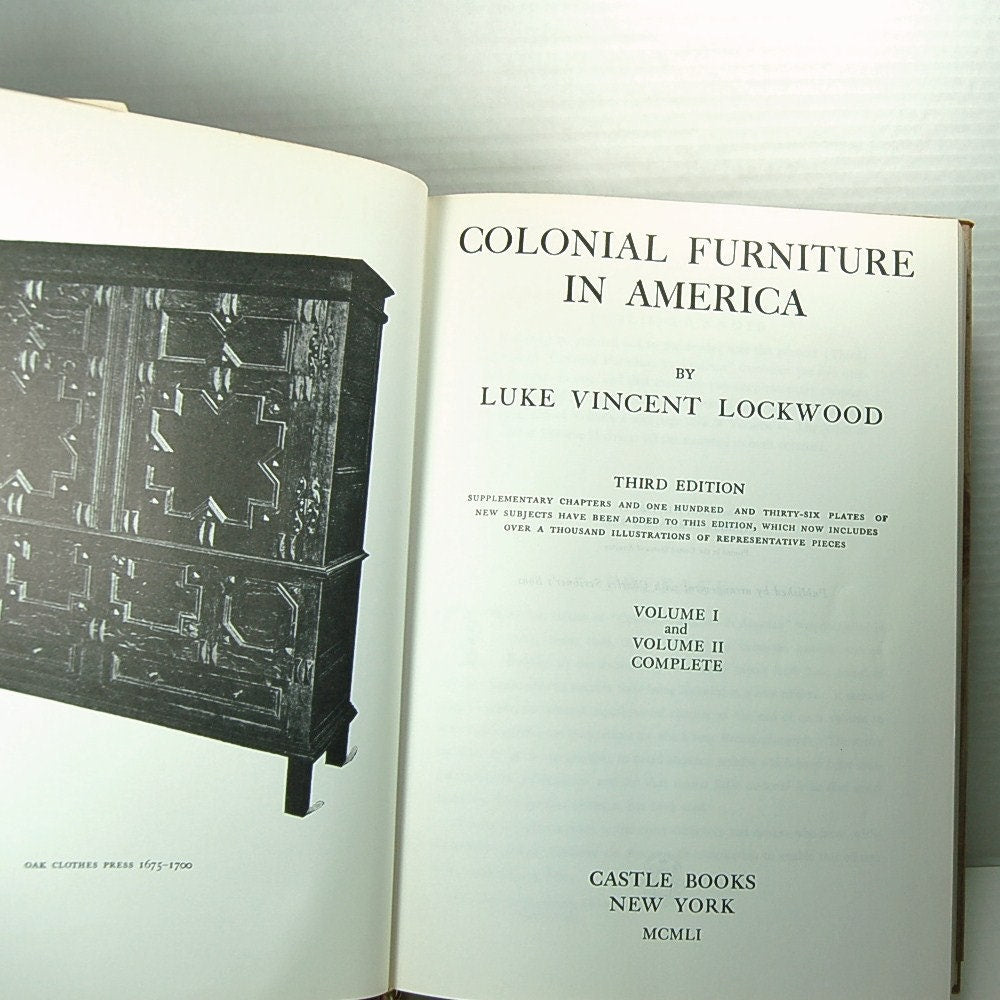 OAK CLOTHES PRESS 1675–1700
COLONIAL FURNITURE
IN AMERICA
BY
LUKE VINCENT LOCKWOOD
THIRD EDITION
SUPPLEMENTARY CHAPTERS AND ONE HUNDRED AND THIRTY-SIX PLATES OF
NEW SUBJECTS HAVE BEEN ADDED TO THIS EDITION, WHICH NOW INCLUDES
OVER A THOUSAND ILLUSTRATIONS OF REPRESENTATIVE PIECES
VOLUME I
and
VOLUME II
COMPLETE
CASTLE BOOKS
NEW YORK
MCMLI